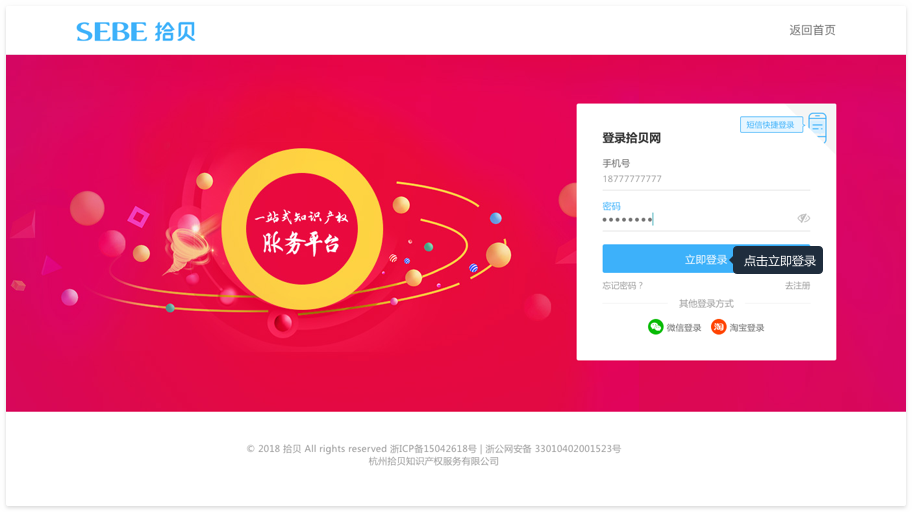 SEBE 拾贝
返回首页
一站式知识产权
服务平台
短信快捷登录
登录拾贝网
手机号
18777777777
密码
立即登录
点击立即登录
忘记密码？
去注册
其他登录方式
微信登录
淘 淘宝登录
© 2018 拾贝 All rights reserved 浙ICP备15042618号 | 浙公网安备 33010402001523号
杭州拾贝知识产权服务有限公司